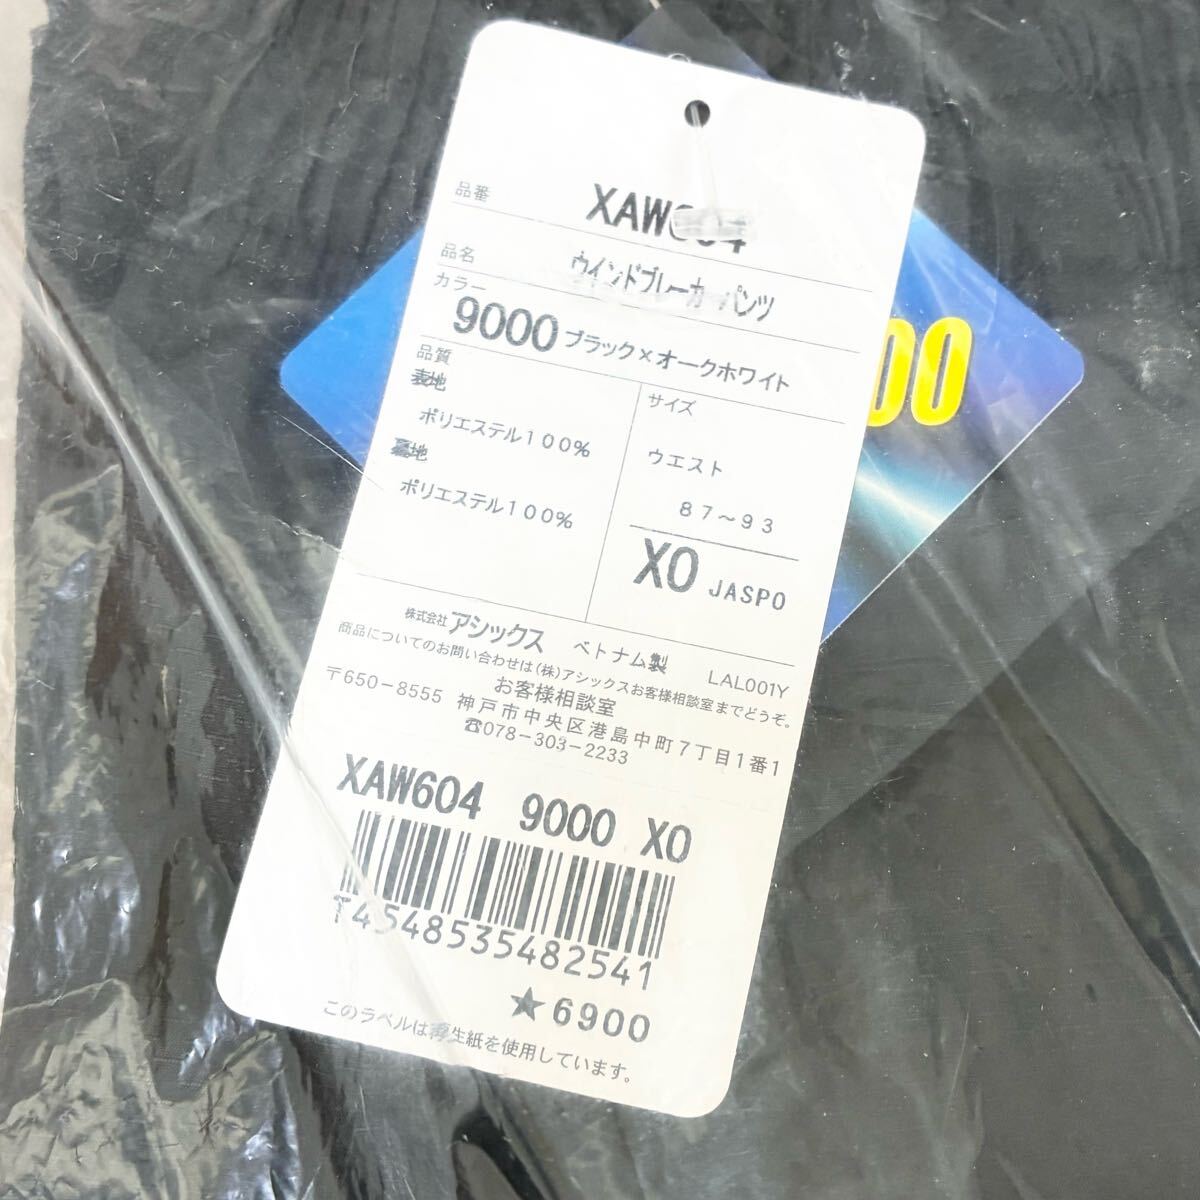 品番
XAW604
品名
ウインドブレーカーパンツ
カラー
9000 ブラック×オークホワイト
品質
表地
ポリエステル100%
裏地
ポリエステル100%
サイズ
ウエスト
87～93
XO JASPO
株式会社アシックス ベトナム製 LAL001Y
商品についてのお問い合わせは(株)アシックスお客様相談室までどうぞ。
お客様相談室
〒650-8555 神戸市中央区港島中町7丁目1番1
☎078-303-2233
XAW604 9000 XO
T4548535482541
★6900
このラベルは再生紙を使用しています。
00